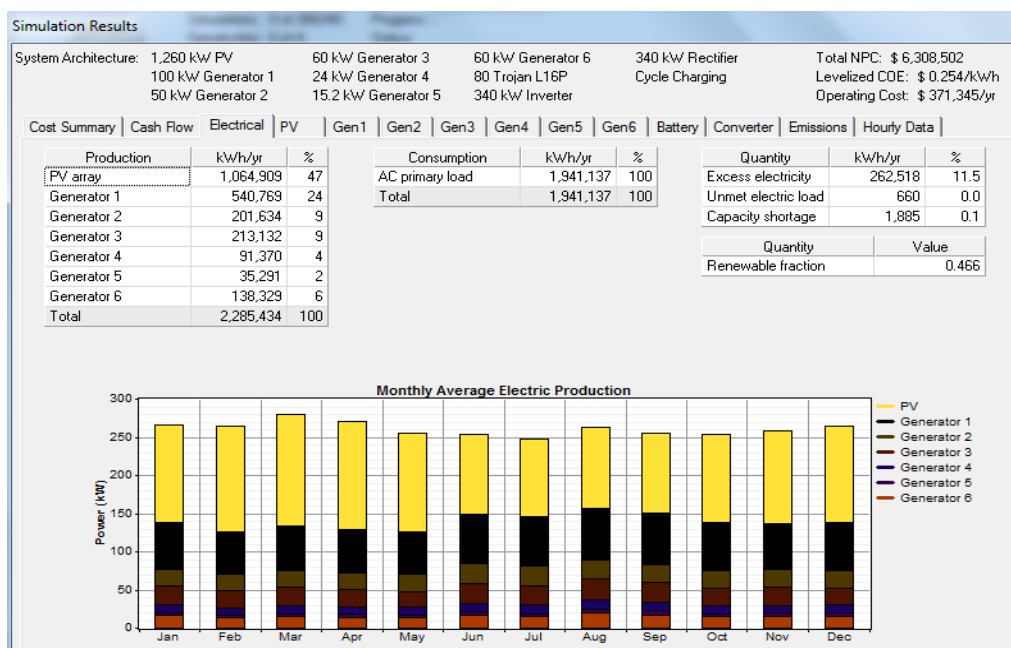 Simulation Results
System Architecture: 1,260 kW PV 60 kW Generator 3 60 kW Generator 6 340 kW Rectifier Total NPC: $ 6,308,502
100 kW Generator 1 24 kW Generator 4 80 Trojan L16P Cycle Charging Levelized COE: $ 0.254/kWh
50 kW Generator 2 15.2 kW Generator 5 340 kW Inverter Operating Cost: $ 371,345/yr
Cost Summary Cash Flow Electrical PV Gen1 Gen2 Gen3 Gen4 Gen5 Gen6 Battery Converter Emissions Hourly Data
Production kWh/yr %
PV array 1,064,909 47
Generator 1 540,769 24
Generator 2 201,634 9
Generator 3 213,132 9
Generator 4 91,370 4
Generator 5 35,291 2
Generator 6 138,329 6
Total 2,285,434 100
Consumption kWh/yr %
AC primary load 1,941,137 100
Total 1,941,137 100
Quantity kWh/yr %
Excess electricity 262,518 11.5
Unmet electric load 660 0.0
Capacity shortage 1,885 0.1
Quantity Value
Renewable fraction 0.466
Monthly Average Electric Production
Power (kW)
300
250
200
150
100
50
0
Jan Feb Mar Apr May Jun Jul Aug Sep Oct Nov Dec
PV
Generator 1
Generator 2
Generator 3
Generator 4
Generator 5
Generator 6